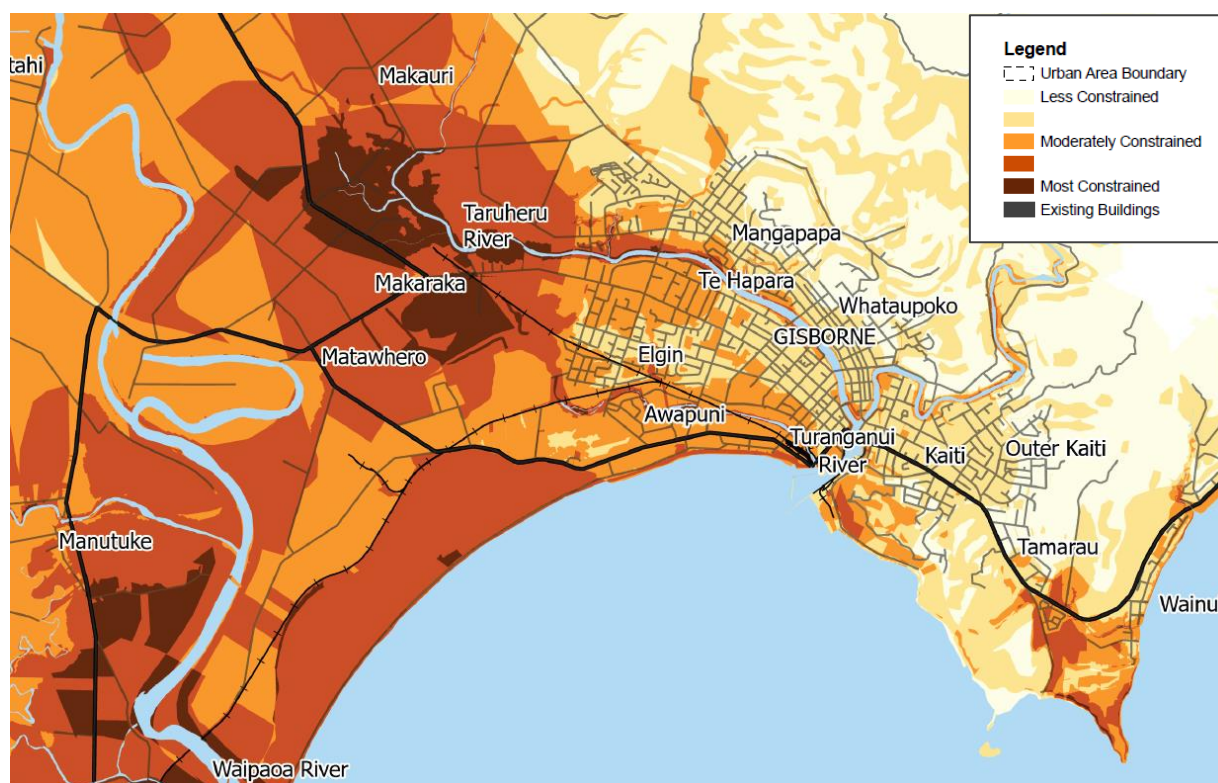 Legend
Urban Area Boundary
Less Constrained
Moderately Constrained
Most Constrained
Existing Buildings
tahi
Makauri
Taruheru
River
Mangapapa
Makaraka
Te Hapara
Whataupoko
GISBORNE
Matawhero
Elgin
Awapuni
Turanganui
River
Kaiti
Outer Kaiti
Manutuke
Tamarau
Wainu
Waipaoa River